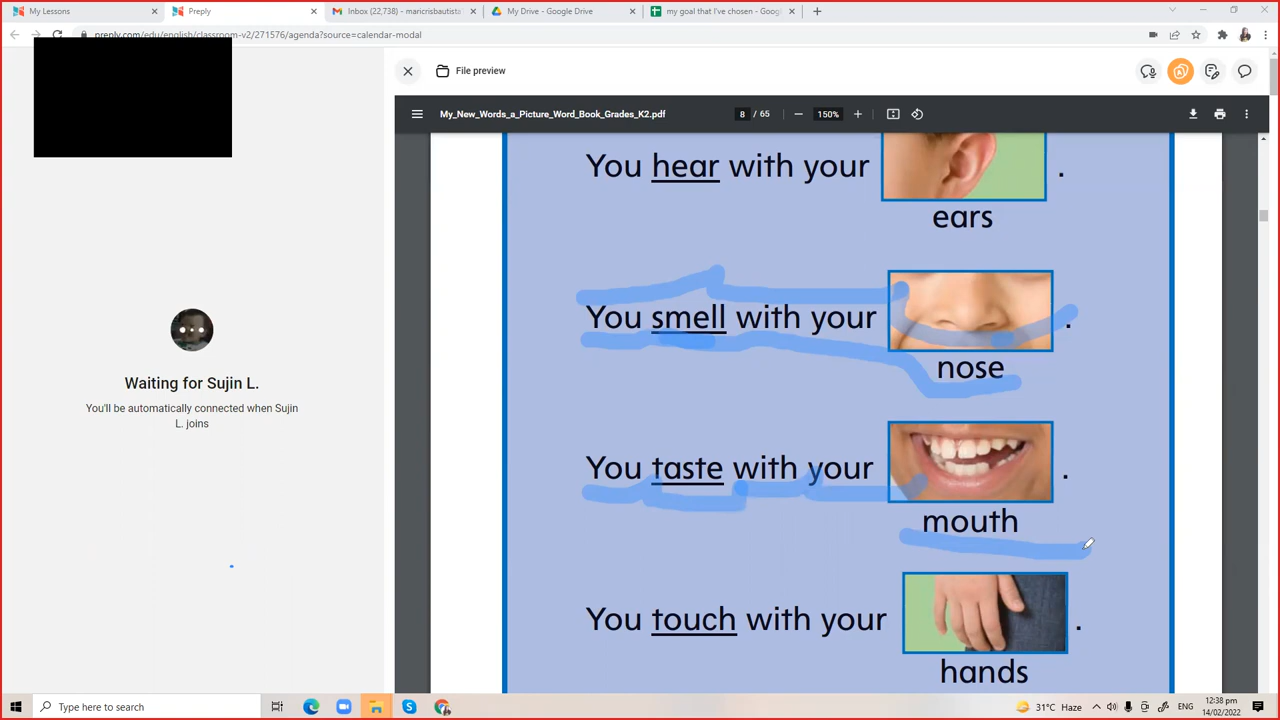 My Lessons
Preply
Inbox (22,738) - maricrisbautista
My Drive - Google Drive
my goal that I've chosen - Goog
preply.com/edu/english/classroom-v2/271576/agenda?source=calendar-modal
File preview
My_New_Words_a_Picture_Word_Book_Grades_K2.pdf
8 / 65
150%
You hear with your .
ears
You smell with your .
nose
Waiting for Sujin L.
You'll be automatically connected when Sujin
L. joins
You taste with your .
mouth
You touch with your .
hands
Type here to search
31°C Haze
ENG
12:38 pm
14/02/2022